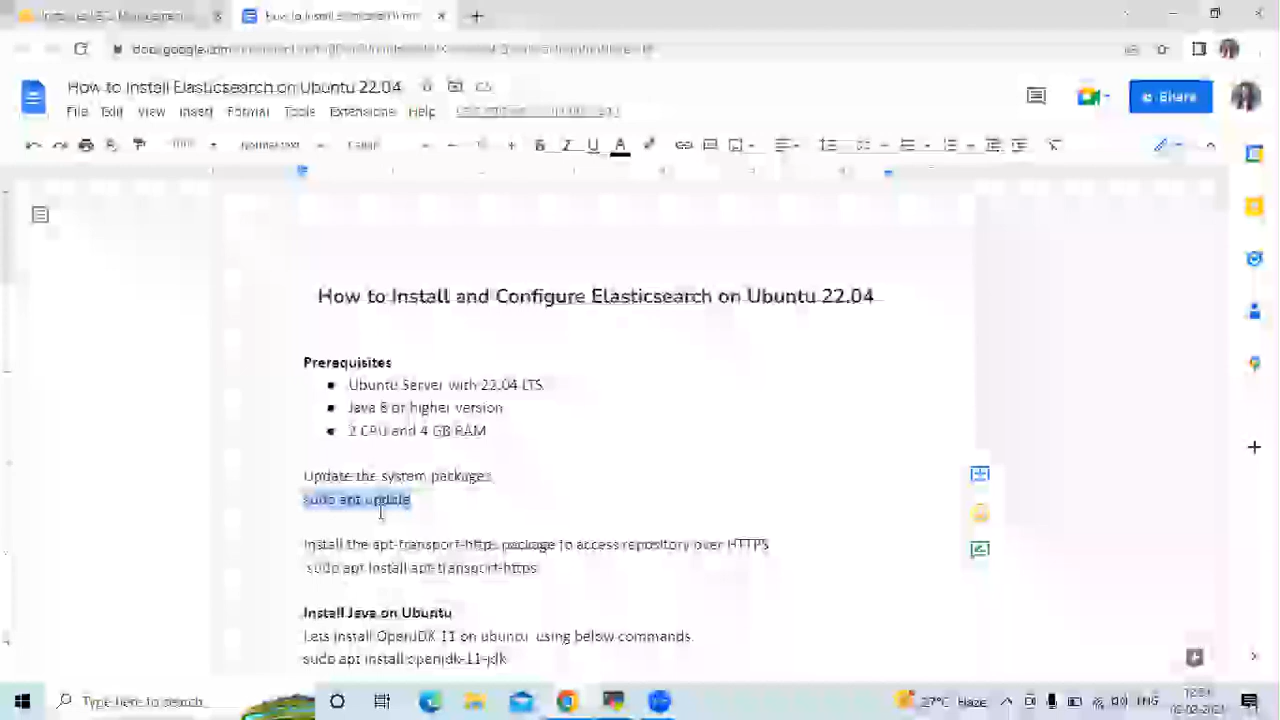 How to Install Elasticsearch on Ubuntu 22.04
File Edit View Insert Format Tools Extensions Help
Share
How to Install and Configure Elasticsearch on Ubuntu 22.04
Prerequisites
● Ubuntu Server with 22.04 LTS
● Java 8 or higher version
● 2 CPU and 4 GB RAM
Update the system packages
sudo apt update
Install the apt-transport-https package to access repository over HTTPS
sudo apt install apt-transport-https
Install Java on Ubuntu
Lets install OpenJDK 11 on ubuntu using below commands.
sudo apt install openjdk-11-jdk
Type here to search
27°C Haze
ENG